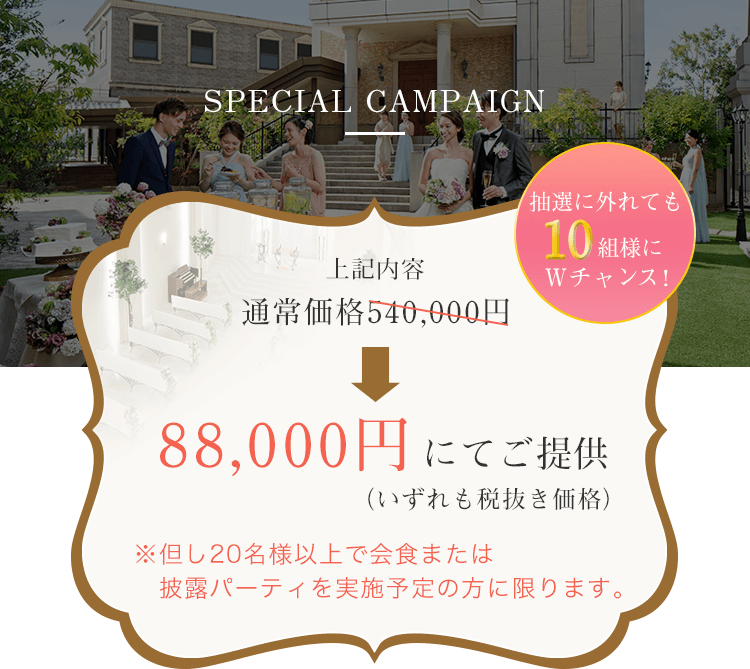 SPECIAL CAMPAIGN
抽選に外れても
10組様に
Wチャンス!
上記内容
通常価格540,000円
88,000円にてご提供
(いずれも税抜き価格)
※但し20名様以上で会食または
披露パーティを実施予定の方に限ります。